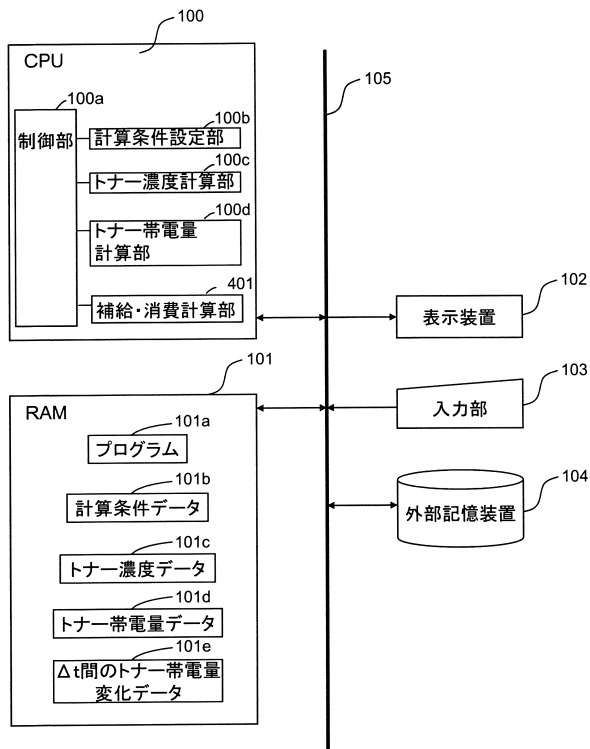 100
CPU
105
100a
制御部
100b
計算条件設定部
100c
トナー濃度計算部
100d
トナー帯電量
計算部
401
補給・消費計算部
102
表示装置
101
RAM
103
入力部
101a
プログラム
101b
計算条件データ
104
外部記憶装置
101c
トナー濃度データ
101d
トナー帯電量データ
101e
Δt間のトナー帯電量
変化データ